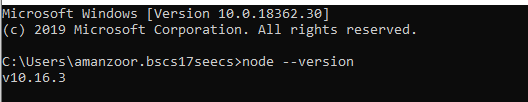 Microsoft Windows [Version 10.0.18362.30]
(c) 2019 Microsoft Corporation. All rights reserved.
C:\Users\amanzoor.bscs17seecs>node --version
v10.16.3